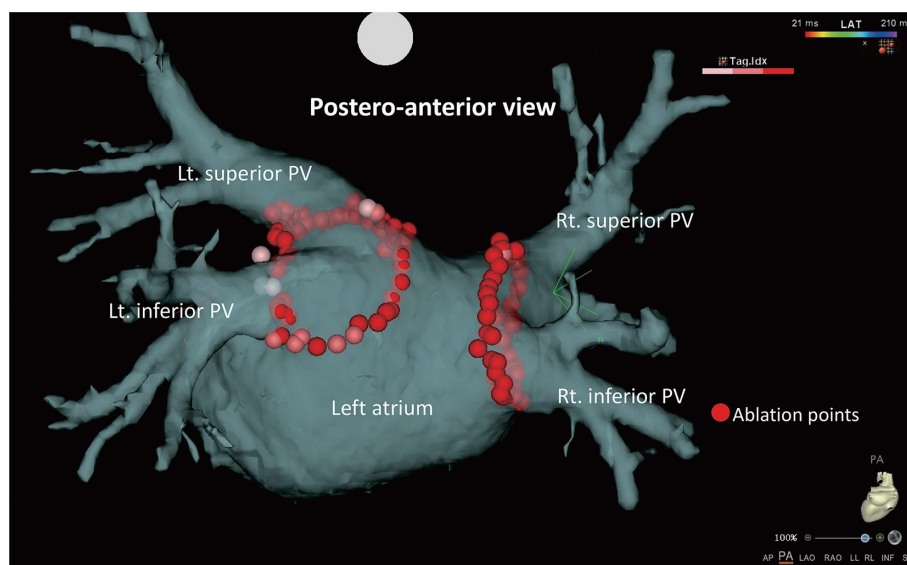 21 ms LAT 210 m
Tag.Idx
Postero-anterior view
Lt. superior PV
Rt. superior PV
Lt. inferior PV
Rt. inferior PV
Left atrium
Ablation points
PA
100%
AP PA LAO RAO LL RL INF S